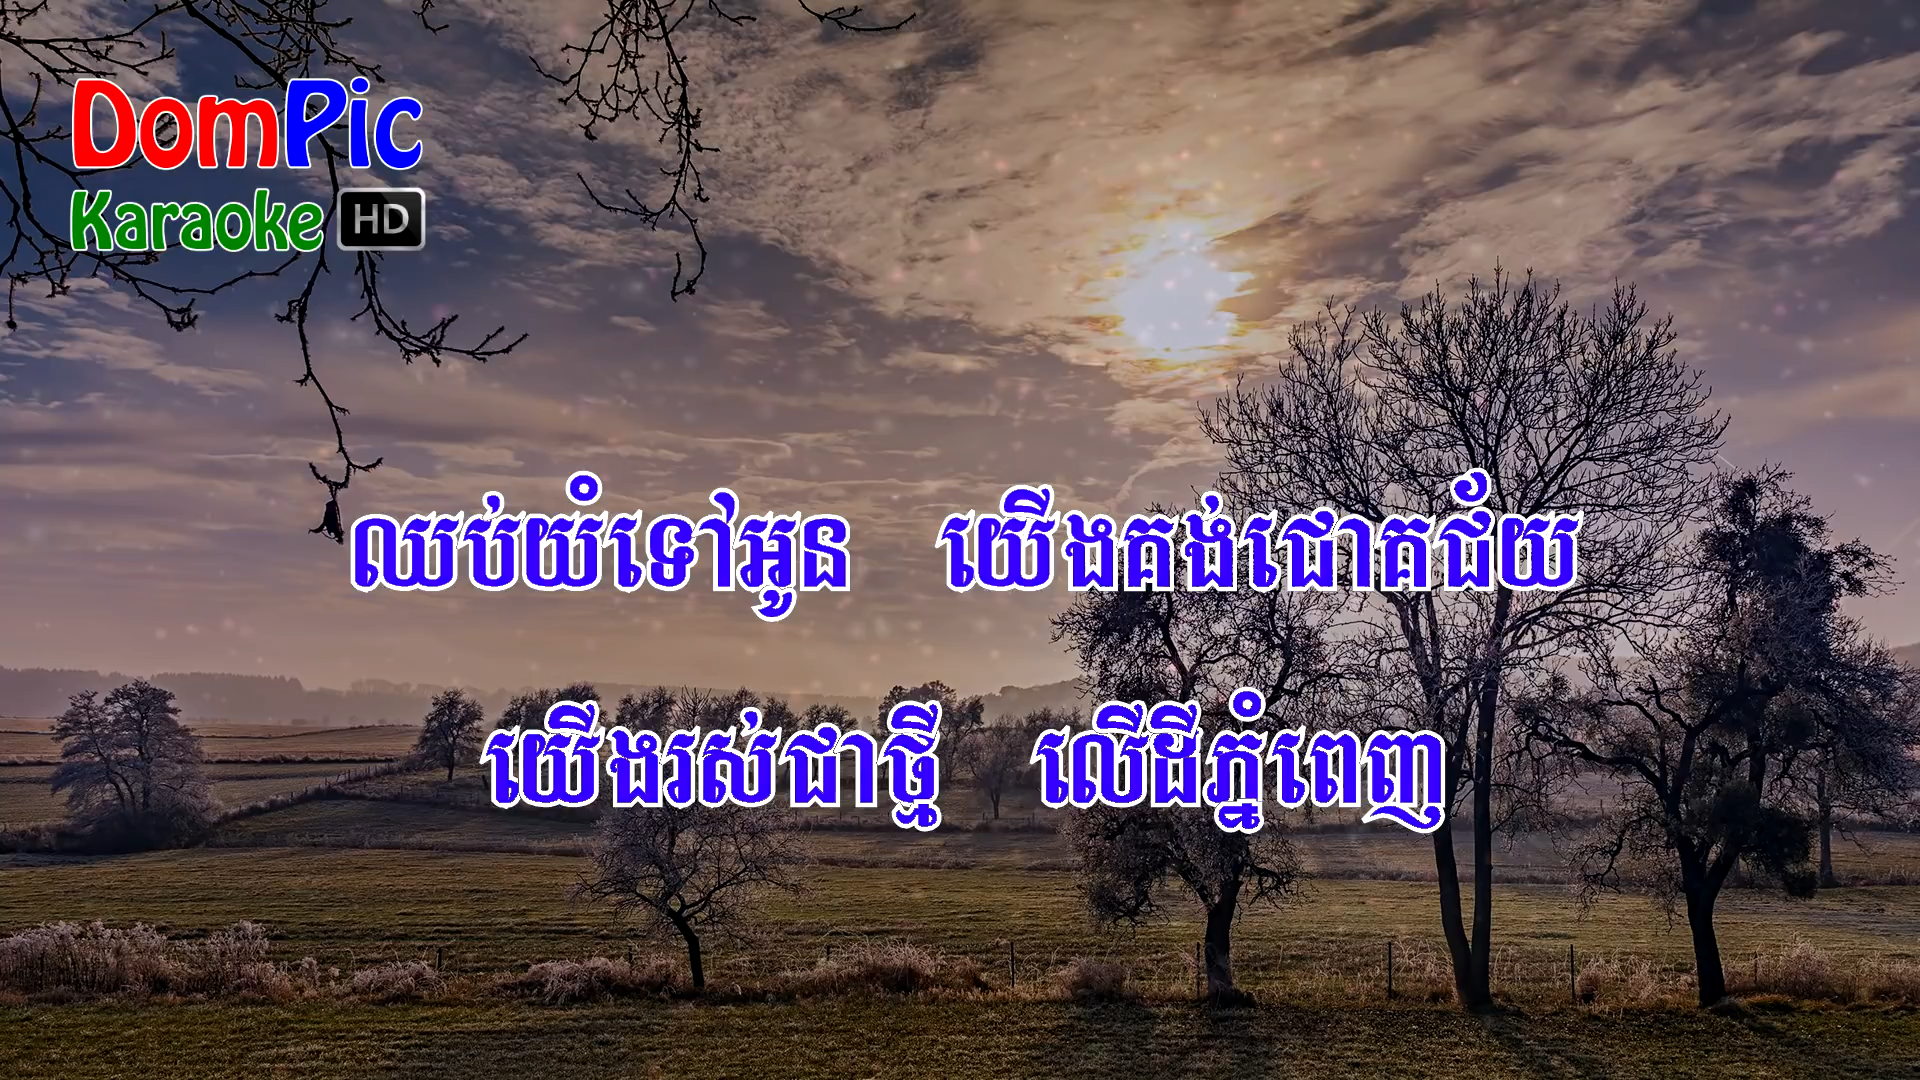 DomPic
Karaoke HD
ឈប់យំទៅអូន យើងគង់ជោគជ័យ
យើងរស់ជាថ្មី លើដីភ្នំពេញ